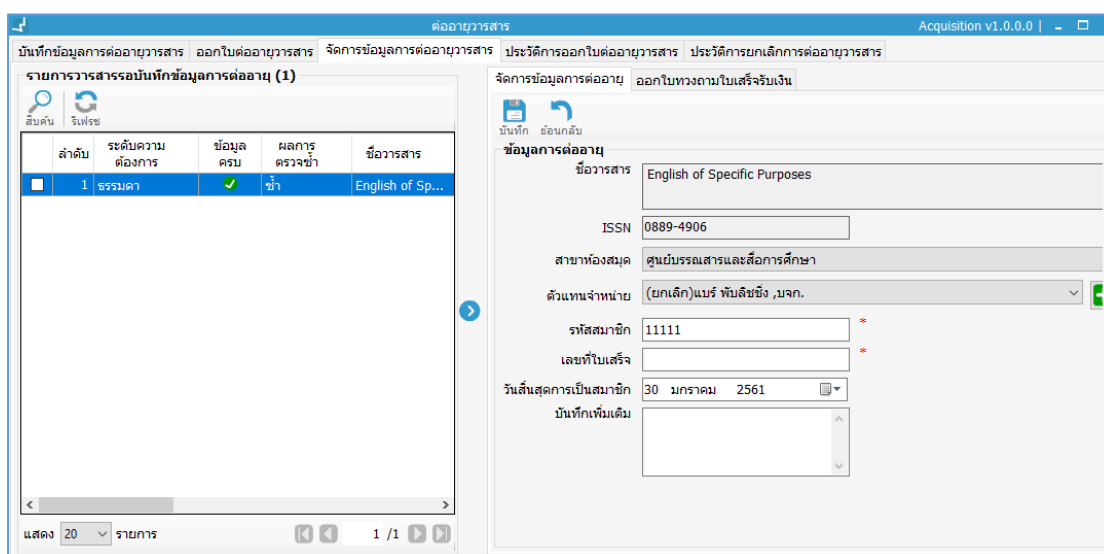 ต่ออายุวารสาร
Acquisition v1.0.0.0 |
บันทึกข้อมูลการต่ออายุวารสาร ออกใบต่ออายุวารสาร จัดการข้อมูลการต่ออายุวารสาร ประวัติการออกใบต่ออายุวารสาร ประวัติการยกเลิกการต่ออายุวารสาร
รายการวารสารรอบันทึกข้อมูลการต่ออายุ (1)
สืบค้น รีเฟรช
ลำดับ ระดับความต้องการ ข้อมูลครบ ผลการตรวจซ้ำ ชื่อวารสาร
1 ธรรมดา ซ้ำ English of Sp...
แสดง 20 รายการ 1 /1
จัดการข้อมูลการต่ออายุ ออกใบทวงถามใบเสร็จรับเงิน
บันทึก ย้อนกลับ
ข้อมูลการต่ออายุ
ชื่อวารสาร English of Specific Purposes
ISSN 0889-4906
สาขาห้องสมุด ศูนย์บรรณสารและสื่อการศึกษา
ตัวแทนจำหน่าย (ยกเลิก)แบร์ พับลิชชิ่ง ,บจก.
รหัสสมาชิก 11111 *
เลขที่ใบเสร็จ *
วันสิ้นสุดการเป็นสมาชิก 30 มกราคม 2561
บันทึกเพิ่มเติม